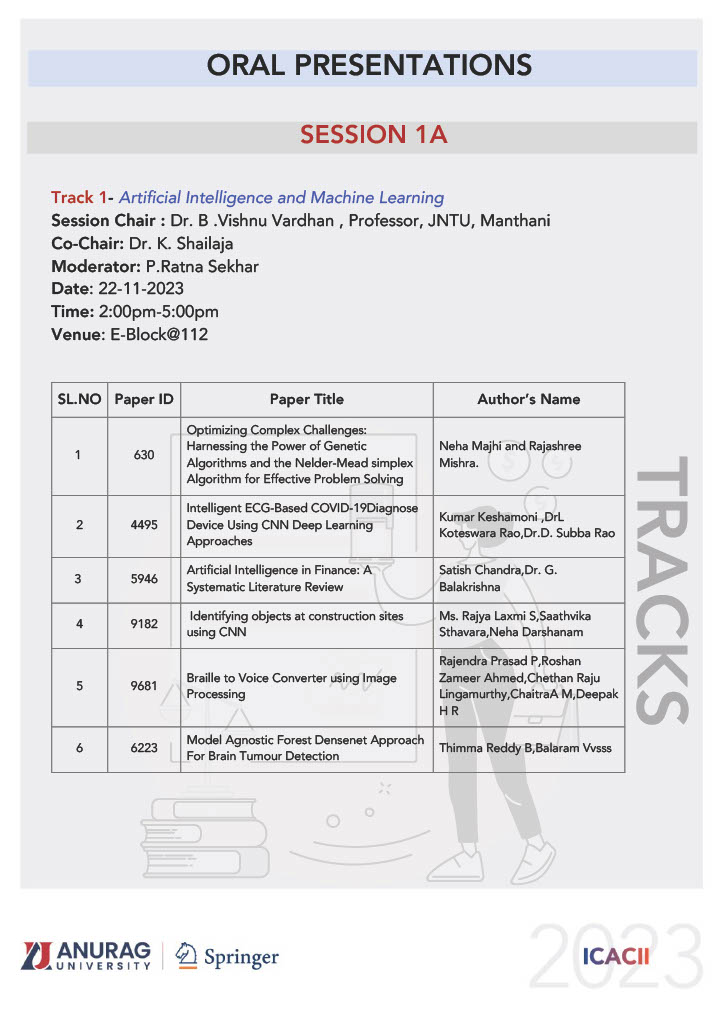 ORAL PRESENTATIONS
SESSION 1A
Track 1- Artificial Intelligence and Machine Learning
Session Chair : Dr. B .Vishnu Vardhan , Professor, JNTU, Manthani
Co-Chair: Dr. K. Shailaja
Moderator: P.Ratna Sekhar
Date: 22-11-2023
Time: 2:00pm-5:00pm
Venue: E-Block@112
SL.NO Paper ID Paper Title Author's Name
1 630
Optimizing Complex Challenges:
Harnessing the Power of Genetic
Algorithms and the Nelder-Mead simplex
Algorithm for Effective Problem Solving
Neha Majhi and Rajashree
Mishra.
2 4495
Intelligent ECG-Based COVID-19Diagnose
Device Using CNN Deep Learning
Approaches
Kumar Keshamoni ,DrL
Koteswara Rao,Dr.D. Subba Rao
3 5946
Artificial Intelligence in Finance: A
Systematic Literature Review
Satish Chandra,Dr. G.
Balakrishna
4 9182
Identifying objects at construction sites
using CNN
Ms. Rajya Laxmi S,Saathvika
Sthavara,Neha Darshanam
5 9681
Braille to Voice Converter using Image
Processing
Rajendra Prasad P,Roshan
Zameer Ahmed,Chethan Raju
Lingamurthy,ChaitraA M,Deepak
H R
6 6223
Model Agnostic Forest Densenet Approach
For Brain Tumour Detection
Thimma Reddy B,Balaram Vvsss
TRACKS
ANURAG
UNIVERSITY
Springer
2023
ICACII